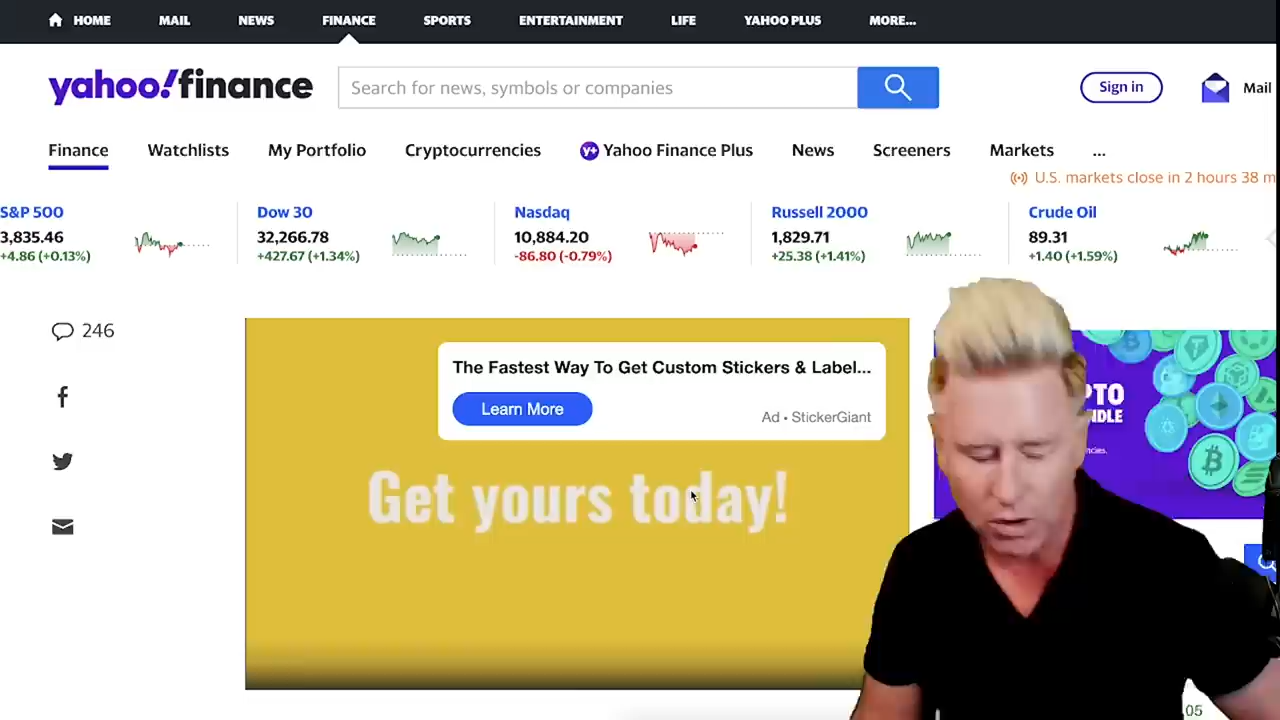 HOME MAIL NEWS FINANCE SPORTS ENTERTAINMENT LIFE YAHOO PLUS MORE...
yahoo!finance Search for news, symbols or companies Sign in Mail
Finance Watchlists My Portfolio Cryptocurrencies y+ Yahoo Finance Plus News Screeners Markets ...
U.S. markets close in 2 hours 38 m
S&P 500 Dow 30 Nasdaq Russell 2000 Crude Oil
3,835.46 32,266.78 10,884.20 1,829.71 89.31
+4.86 (+0.13%) +427.67 (+1.34%) -86.80 (-0.79%) +25.38 (+1.41%) +1.40 (+1.59%)
246
The Fastest Way To Get Custom Stickers & Label...
Learn More
Ad • StickerGiant
Get yours today!
PTO
NDLE
ncies.
05